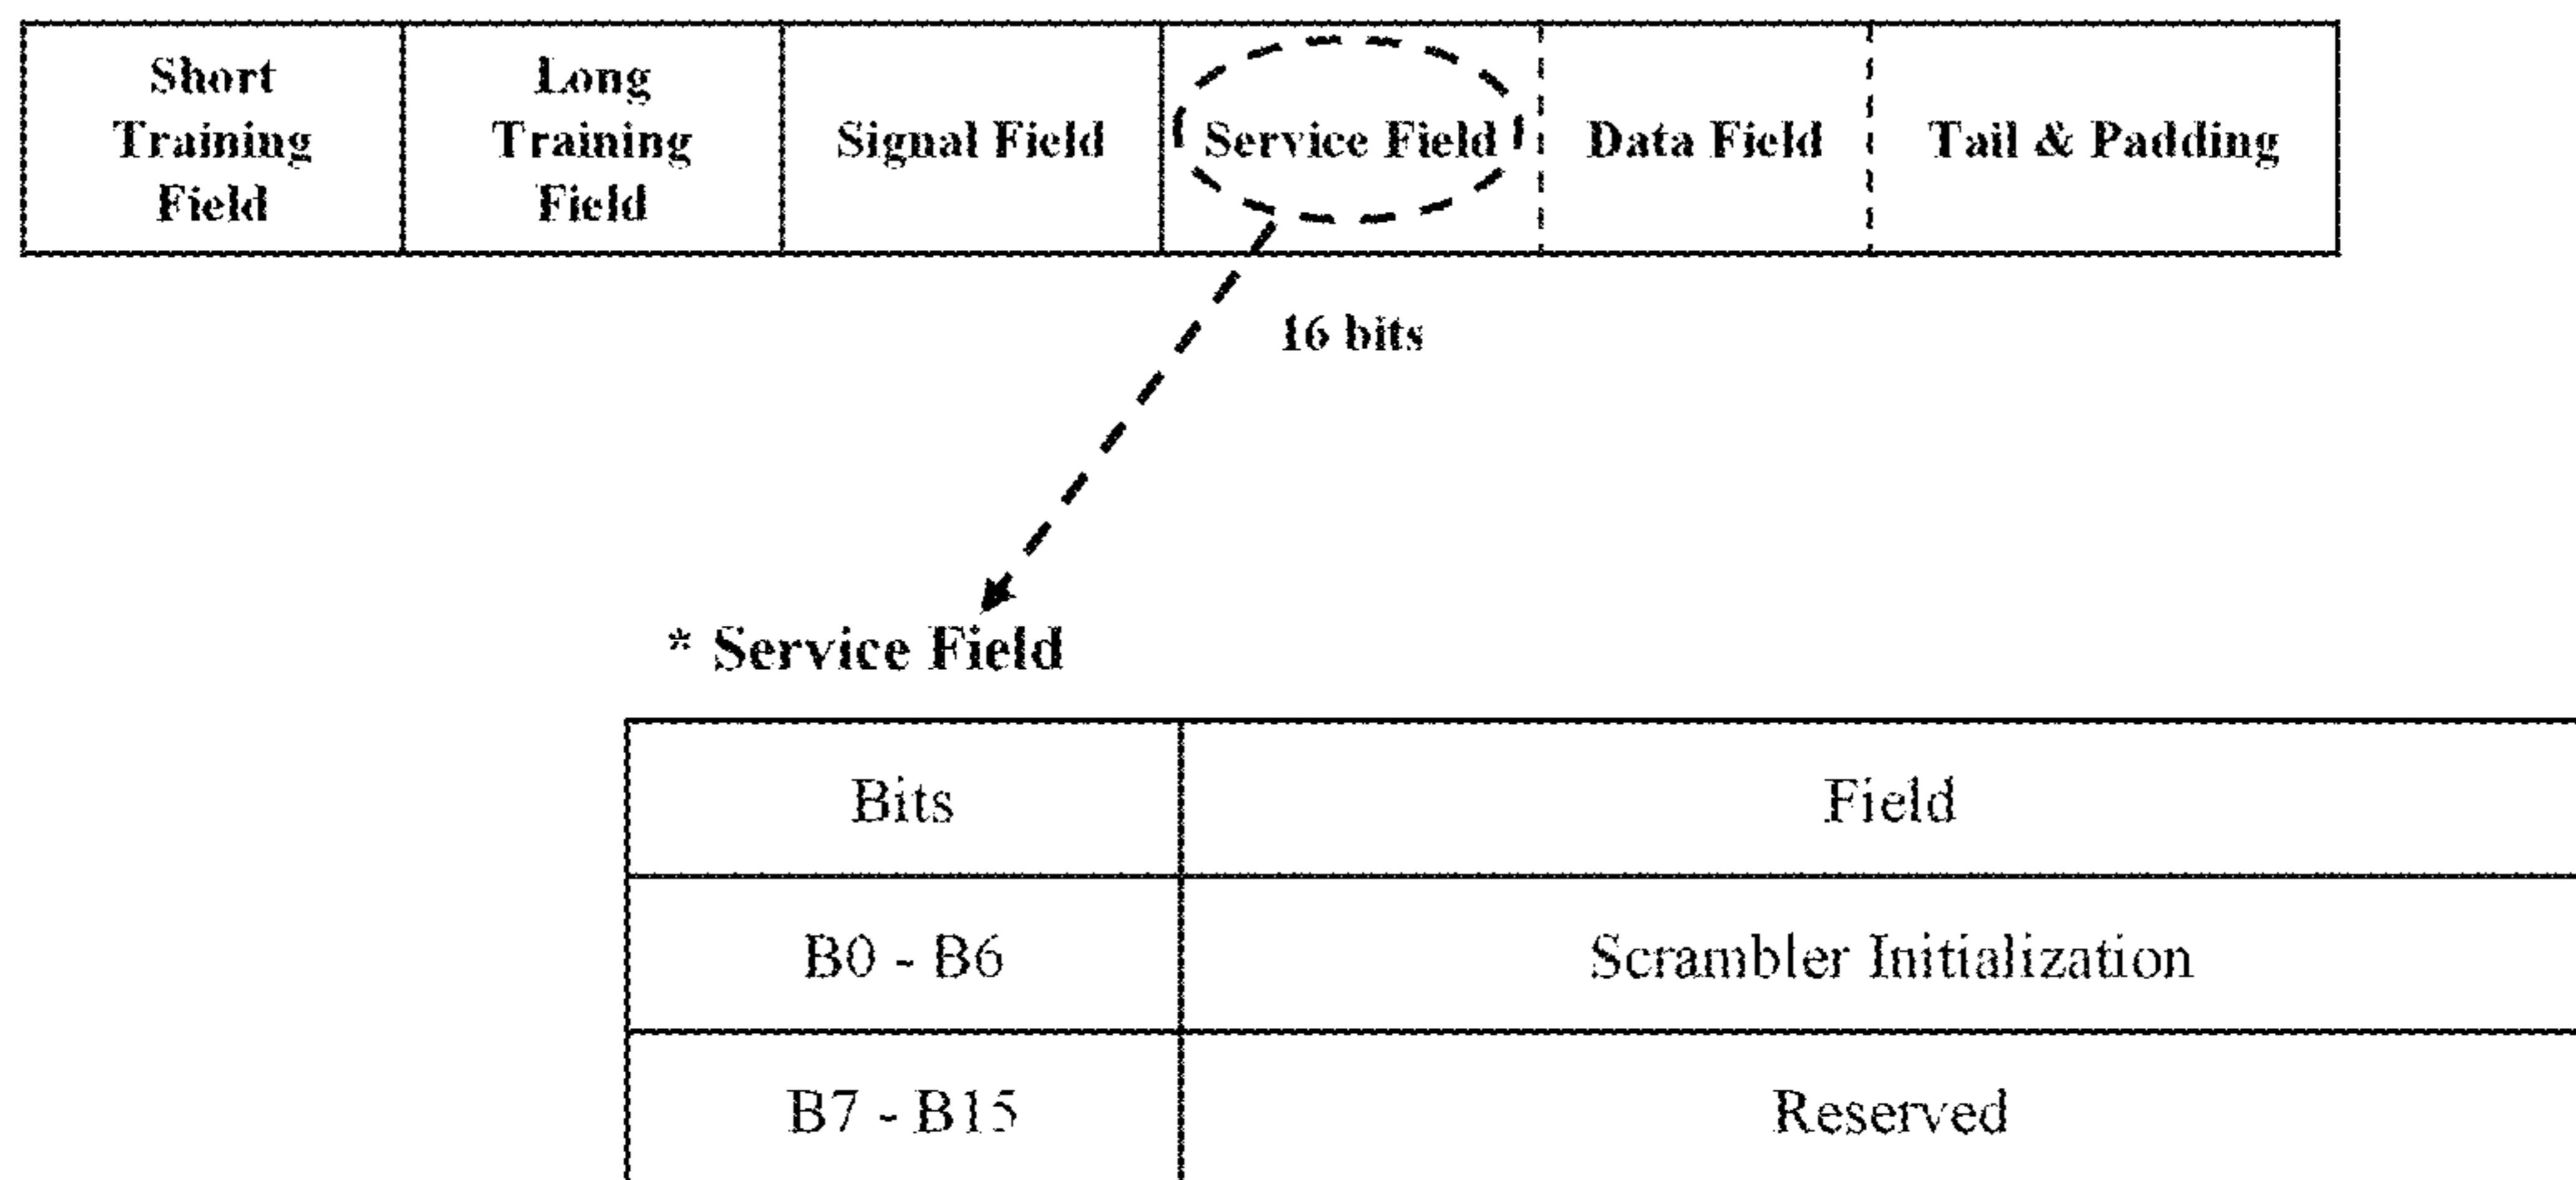 Short
Training
Field
Long
Training
Field
Signal Field
Service Field
Data Field
Tail & Padding
16 bits
* Service Field
Bits
Field
B0 - B6
Scrambler Initialization
B7 - B15
Reserved